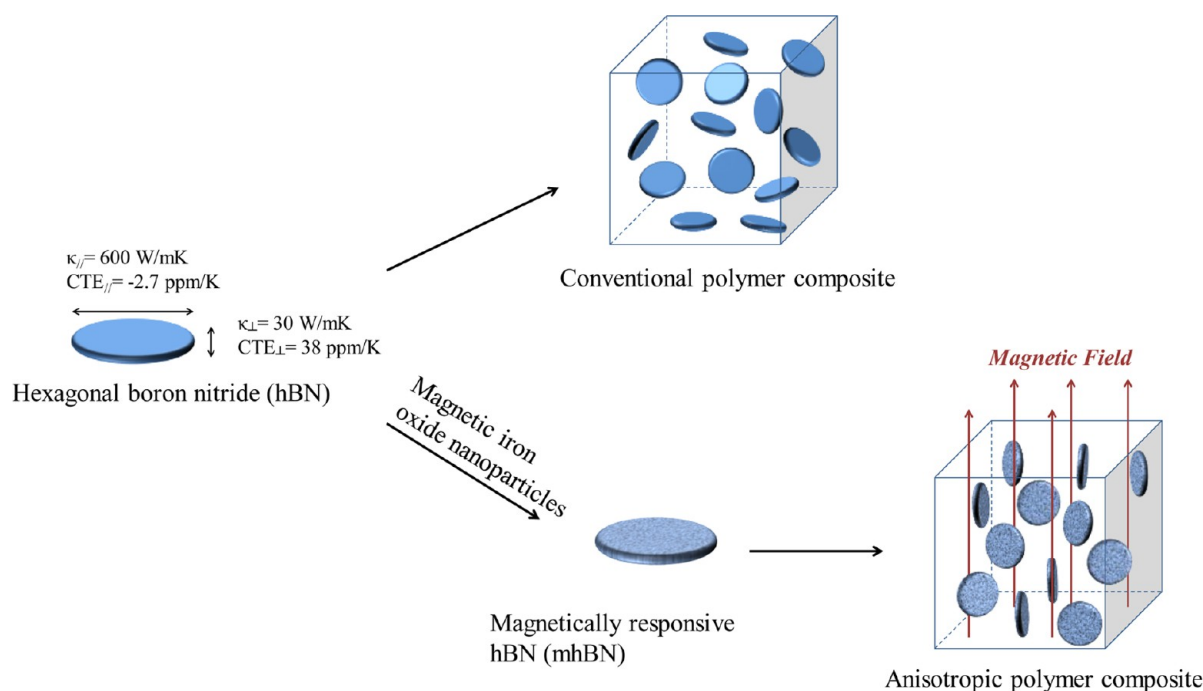 Conventional polymer composite
κ//= 600 W/mK
CTE//= -2.7 ppm/K
κ⊥= 30 W/mK
CTE⊥= 38 ppm/K
Hexagonal boron nitride (hBN)
Magnetic iron
oxide nanoparticles
Magnetic Field
Magnetically responsive
hBN (mhBN)
Anisotropic polymer composite